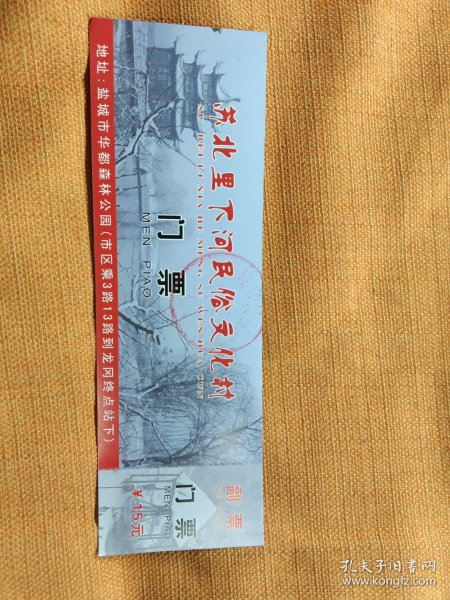 苏北里下河民俗文化村
SU BEI LI XIA HE MENG SU WEN HUA CUN
门票
MEN PIAO
地址:盐城市华都森林公园(市区乘3路13路到龙冈终点站下)
副票
门票
MEN PIAO
￥15元
孔夫子旧书网
www.kongfz.com